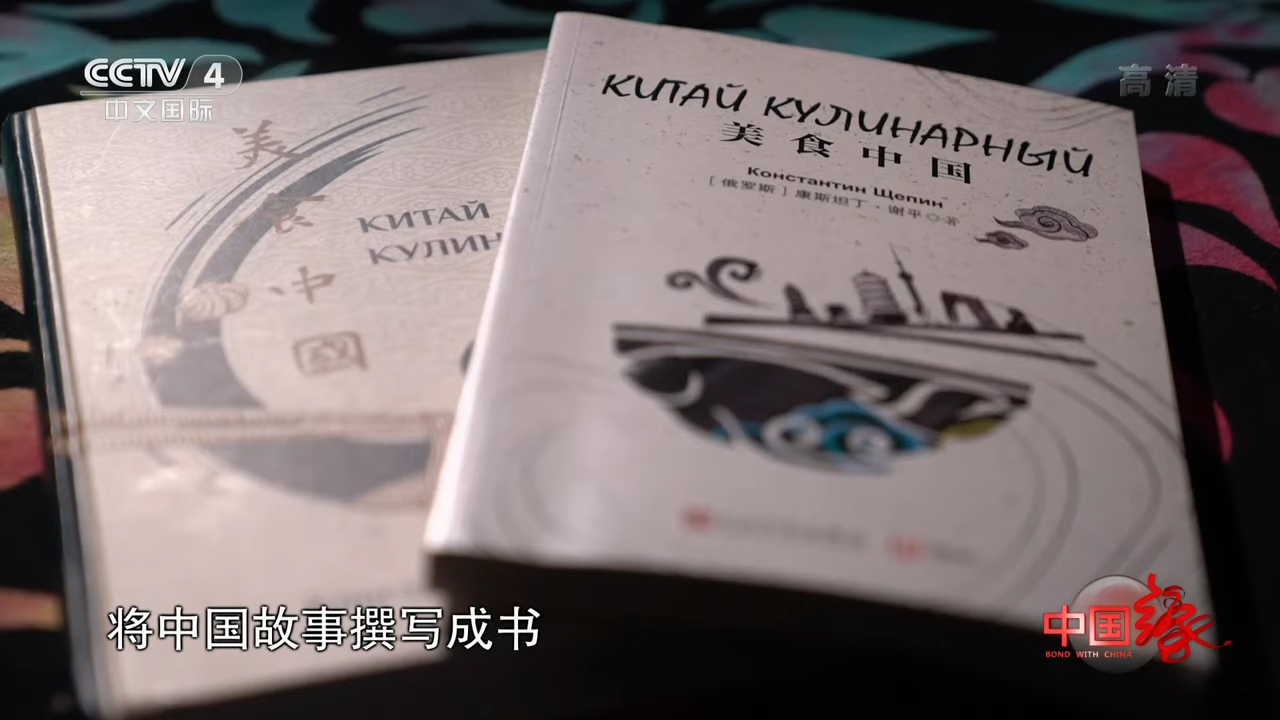 CCTV 4
中文国际
高清
美食中國
КИТАЙ
КУЛИН
КИТАЙ КУЛИНАРНЫЙ
美食中国
Константин Щепин
[俄罗斯] 康斯坦丁·谢平 ◎ 著
将中国故事撰写成书
中国缘
BOND WITH CHINA